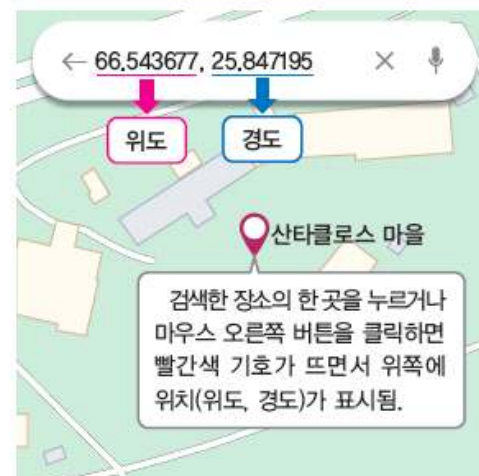 66.543677, 25.847195
위도 경도
산타클로스 마을
검색한 장소의 한 곳을 누르거나
마우스 오른쪽 버튼을 클릭하면
빨간색 기호가 뜨면서 위쪽에
위치(위도, 경도)가 표시됨.